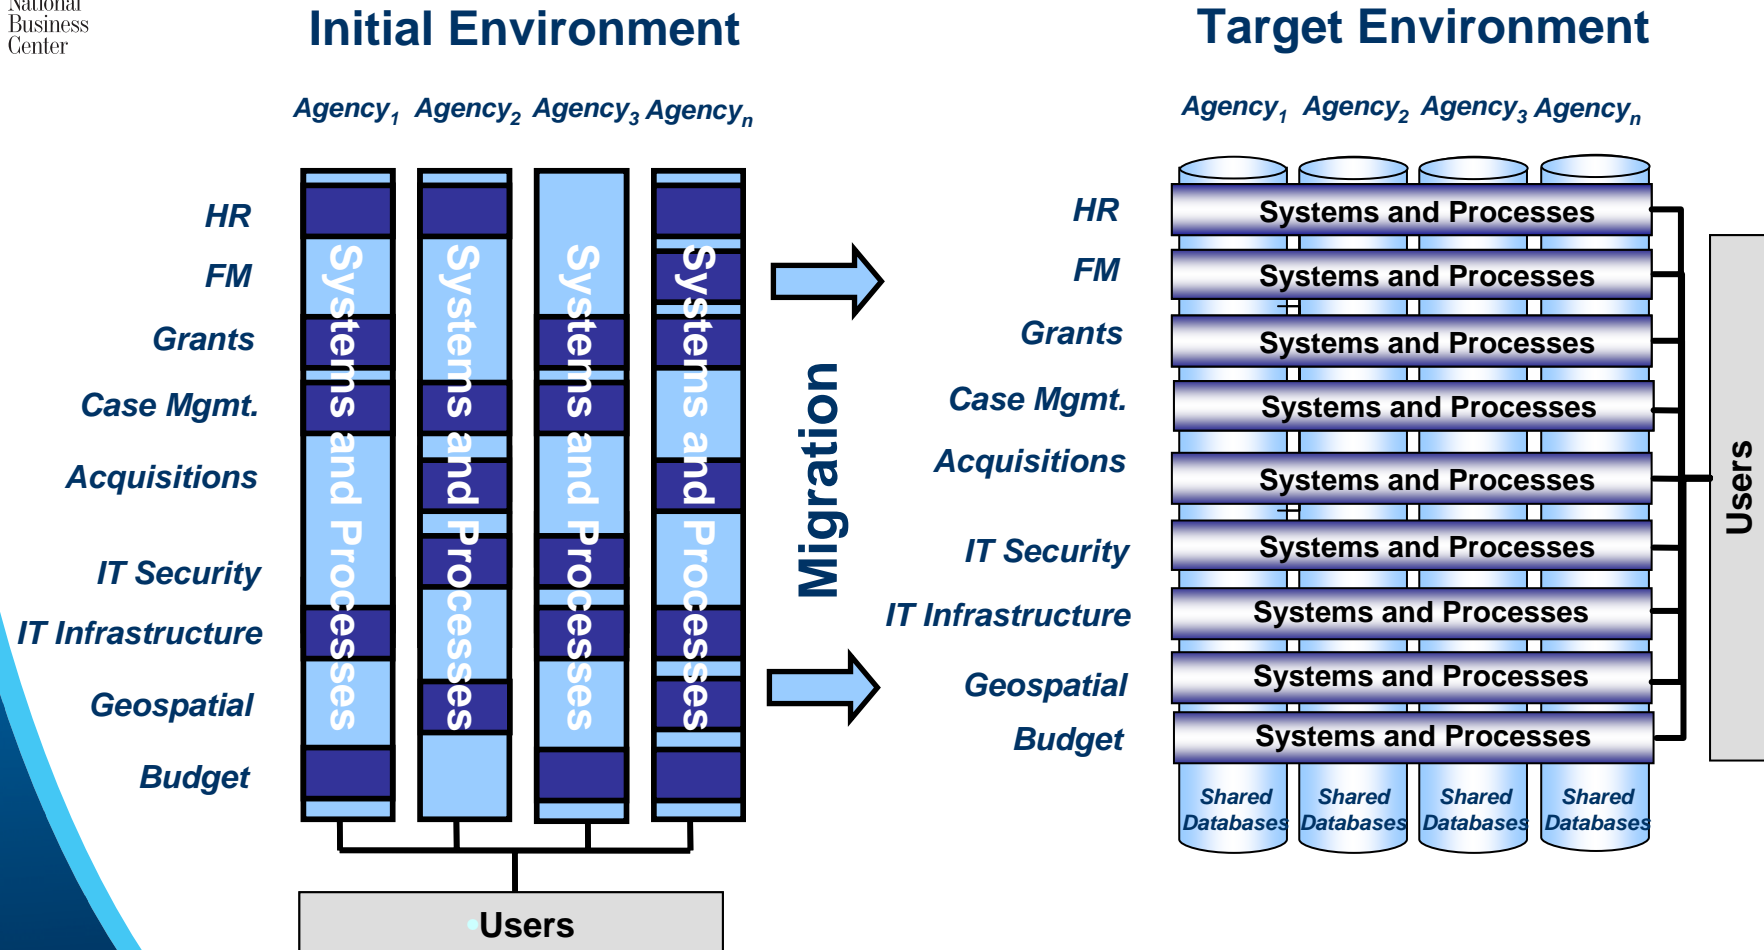 National
Business
Center
Initial Environment
Target Environment
Agency1 Agency2 Agency3 Agencyn
Agency1 Agency2 Agency3 Agencyn
HR
FM
Grants
Case Mgmt.
Acquisitions
IT Security
IT Infrastructure
Geospatial
Budget
Systems and Processes
Systems and Processes
Systems and Processes
Systems and Processes
•Users
Migration
HR
FM
Grants
Case Mgmt.
Acquisitions
IT Security
IT Infrastructure
Geospatial
Budget
Systems and Processes
Systems and Processes
Systems and Processes
Systems and Processes
Systems and Processes
Systems and Processes
Systems and Processes
Systems and Processes
Systems and Processes
Shared
Databases
Shared
Databases
Shared
Databases
Shared
Databases
Users